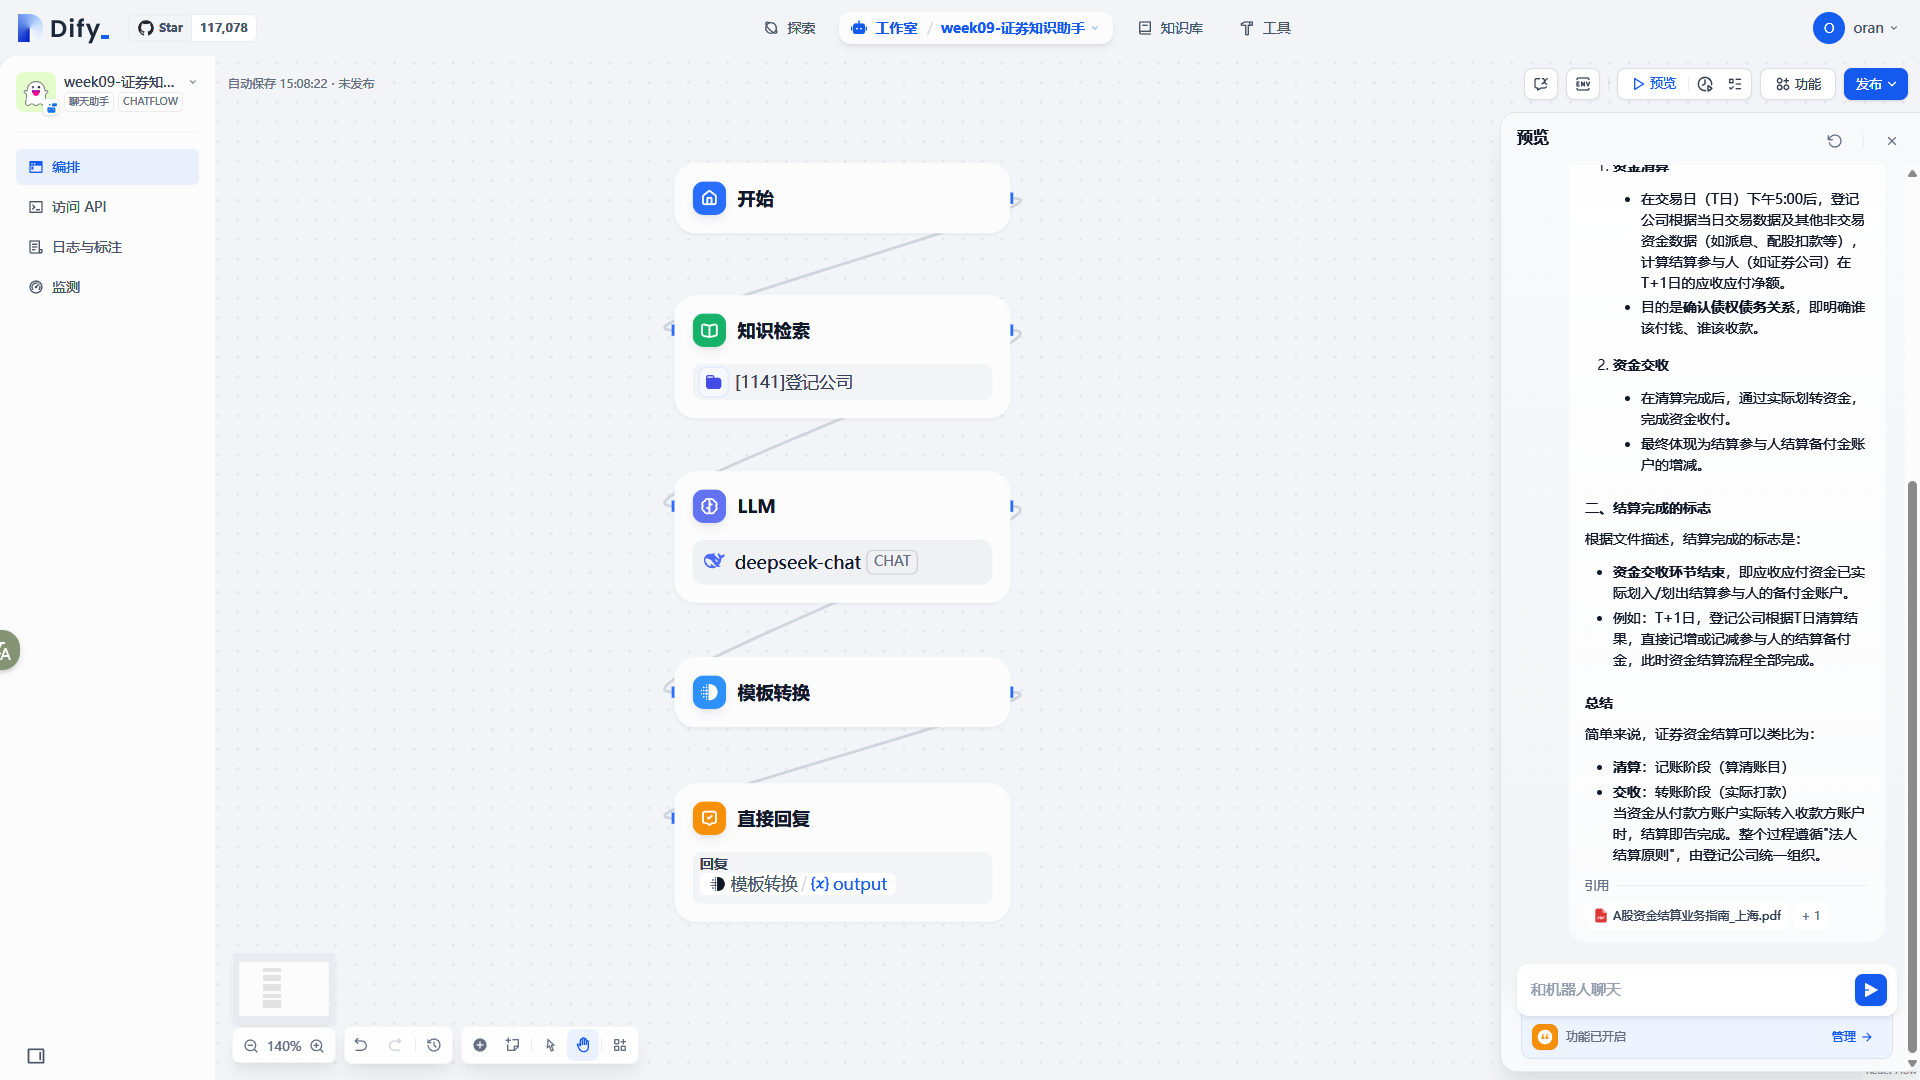 Dify_
Star 117,078
探索
工作室 / week09-证券知识助手
知识库
工具
O oran
week09-证券知...
聊天助手 CHATFLOW
编排
访问 API
日志与标注
监测
自动保存 15:08:22 · 未发布
ENV
预览
功能
发布
开始
知识检索
[1141]登记公司
LLM
deepseek-chat CHAT
模板转换
直接回复
回复
模板转换 / {x} output
140%
预览
1. 资金清算
在交易日（T日）下午5:00后，登记
公司根据当日交易数据及其他非交易
资金数据（如派息、配股扣款等），
计算结算参与人（如证券公司）在
T+1日的应收应付净额。
目的是确认债权债务关系，即明确谁
该付钱、谁该收款。
2. 资金交收
在清算完成后，通过实际划转资金，
完成资金收付。
最终体现为结算参与人结算备付金账
户的增减。
二、结算完成的标志
根据文件描述，结算完成的标志是：
资金交收环节结束，即应收应付资金已实
际划入/划出结算参与人的备付金账户。
例如：T+1日，登记公司根据T日清算结
果，直接记增或记减参与人的结算备付
金，此时资金结算流程全部完成。
总结
简单来说，证券资金结算可以类比为：
清算：记账阶段（算清账目）
交收：转账阶段（实际打款）
当资金从付款方账户实际转入收款方账户
时，结算即告完成。整个过程遵循"法人
结算原则"，由登记公司统一组织。
引用
A股资金结算业务指南_上海.pdf + 1
和机器人聊天
功能已开启
管理 →